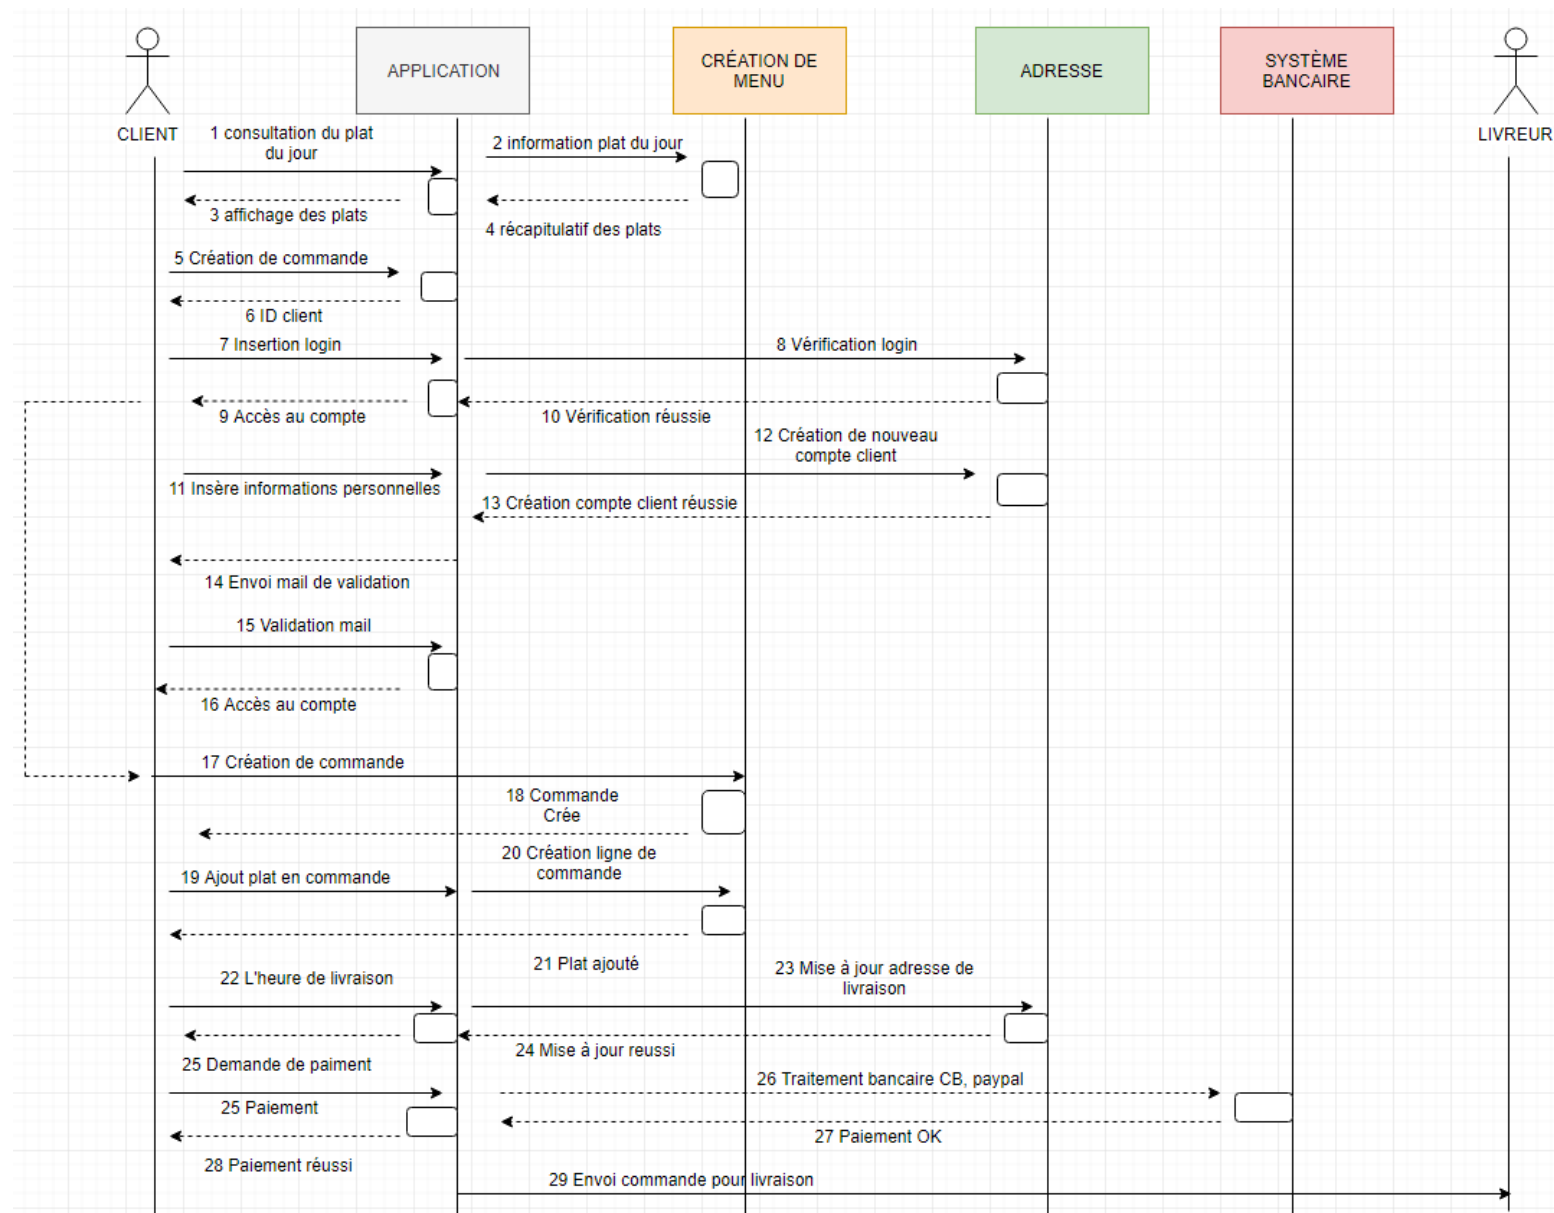 APPLICATION
CRÉATION DE
MENU
ADRESSE
SYSTÈME
BANCAIRE
CLIENT
LIVREUR
1 consultation du plat
du jour
2 information plat du jour
3 affichage des plats
4 récapitulatif des plats
5 Création de commande
6 ID client
7 Insertion login
8 Vérification login
9 Accès au compte
10 Vérification réussie
12 Création de nouveau
compte client
11 Insère informations personnelles
13 Création compte client réussie
14 Envoi mail de validation
15 Validation mail
16 Accès au compte
17 Création de commande
18 Commande
Crée
20 Création ligne de
commande
19 Ajout plat en commande
21 Plat ajouté
22 L'heure de livraison
23 Mise à jour adresse de
livraison
24 Mise à jour reussi
25 Demande de paiment
26 Traitement bancaire CB, paypal
25 Paiement
27 Paiement OK
28 Paiement réussi
29 Envoi commande pour livraison